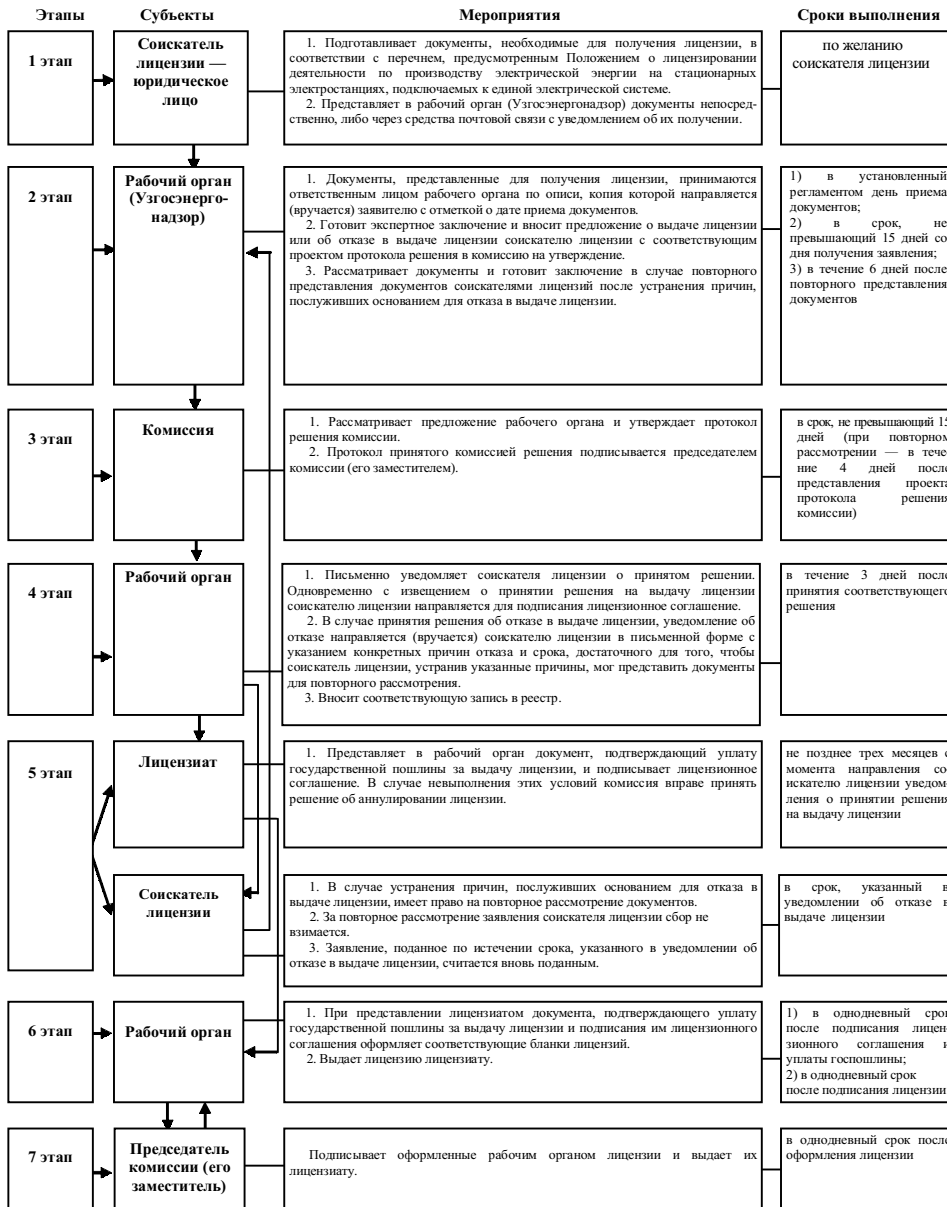 Этапы
Субъекты
Мероприятия
Сроки выполнения
1 этап
Соискатель
лицензии —
юридическое
лицо
1. Подготавливает документы, необходимые для получения лицензии, в
соответствии с перечнем, предусмотренным Положением о лицензировании
деятельности по производству электрической энергии на стационарных
электростанциях, подключаемых к единой электрической системе.
2. Представляет в рабочий орган (Узгосэнергонадзор) документы непосред-
ственно, либо через средства почтовой связи с уведомлением об их получении.
по желанию
соискателя лицензии
2 этап
Рабочий орган
(Узгосэнерго-
надзор)
1. Документы, представленные для получения лицензии, принимаются
ответственным лицом рабочего органа по описи, копия которой направляется
(вручается) заявителю с отметкой о дате приема документов.
2. Готовит экспертное заключение и вносит предложение о выдаче лицензии
или об отказе в выдаче лицензии соискателю лицензии с соответствующим
проектом протокола решения в комиссию на утверждение.
3. Рассматривает документы и готовит заключение в случае повторного
представления документов соискателями лицензий после устранения причин,
послуживших основанием для отказа в выдаче лицензии.
1) в установленный
регламентом день приема
документов;
2) в срок, не
превышающий 15 дней со
дня получения заявления;
3) в течение 6 дней после
повторного представления
документов
3 этап
Комиссия
1. Рассматривает предложение рабочего органа и утверждает протокол
решения комиссии.
2. Протокол принятого комиссией решения подписывается председателем
комиссии (его заместителем).
в срок, не превышающий 15
дней (при повторном
рассмотрении — в тече-
ние 4 дней после
представления проекта
протокола решения
комиссии)
4 этап
Рабочий орган
1. Письменно уведомляет соискателя лицензии о принятом решении.
Одновременно с извещением о принятии решения на выдачу лицензии
соискателю лицензии направляется для подписания лицензионное соглашение.
2. В случае принятия решения об отказе в выдаче лицензии, уведомление об
отказе направляется (вручается) соискателю лицензии в письменной форме с
указанием конкретных причин отказа и срока, достаточного для того, чтобы
соискатель лицензии, устранив указанные причины, мог представить документы
для повторного рассмотрения.
3. Вносит соответствующую запись в реестр.
в течение 3 дней после
принятия соответствующего
решения
5 этап
Лицензиат
1. Представляет в рабочий орган документ, подтверждающий уплату
государственной пошлины за выдачу лицензии, и подписывает лицензионное
соглашение. В случае невыполнения этих условий комиссия вправе принять
решение об аннулировании лицензии.
не позднее трех месяцев с
момента направления со-
искателю лицензии уведом-
ления о принятии решения
на выдачу лицензии
Соискатель
лицензии
1. В случае устранения причин, послуживших основанием для отказа в
выдаче лицензии, имеет право на повторное рассмотрение документов.
2. За повторное рассмотрение заявления соискателя лицензии сбор не
взимается.
3. Заявление, поданное по истечении срока, указанного в уведомлении об
отказе в выдаче лицензии, считается вновь поданным.
в срок, указанный в
уведомлении об отказе в
выдаче лицензии
6 этап
Рабочий орган
1. При представлении лицензиатом документа, подтверждающего уплату
государственной пошлины за выдачу лицензии и подписания им лицензионного
соглашения оформляет соответствующие бланки лицензий.
2. Выдает лицензию лицензиату.
1) в однодневный срок
после подписания лицен-
зионного соглашения и
уплаты госпошлины;
2) в однодневный срок
после подписания лицензии
7 этап
Председатель
комиссии (его
заместитель)
Подписывает оформленные рабочим органом лицензии и выдает их
лицензиату.
в однодневный срок после
оформления лицензии